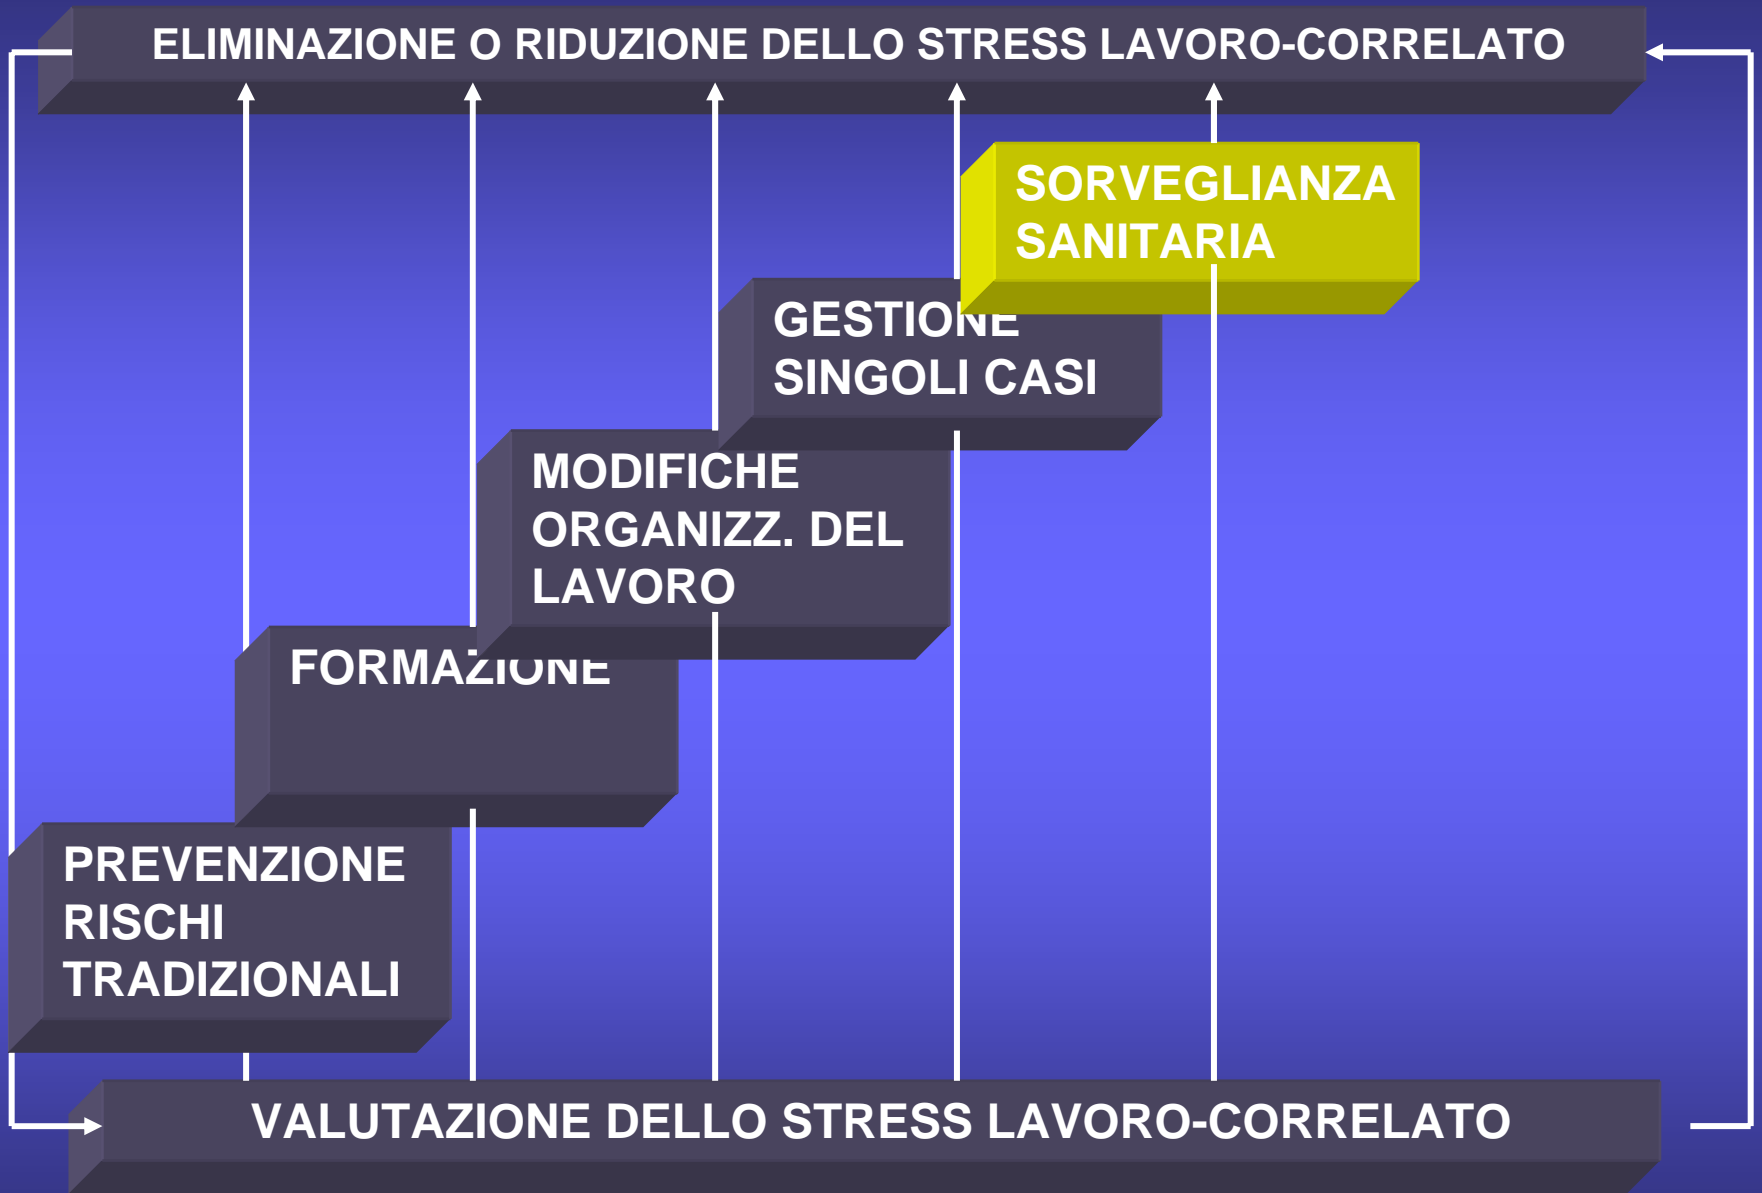 ELIMINAZIONE O RIDUZIONE DELLO STRESS LAVORO-CORRELATO
SORVEGLIANZA
SANITARIA
GESTIONE
SINGOLI CASI
MODIFICHE
ORGANIZZ. DEL
LAVORO
FORMAZIONE
PREVENZIONE
RISCHI
TRADIZIONALI
VALUTAZIONE DELLO STRESS LAVORO-CORRELATO